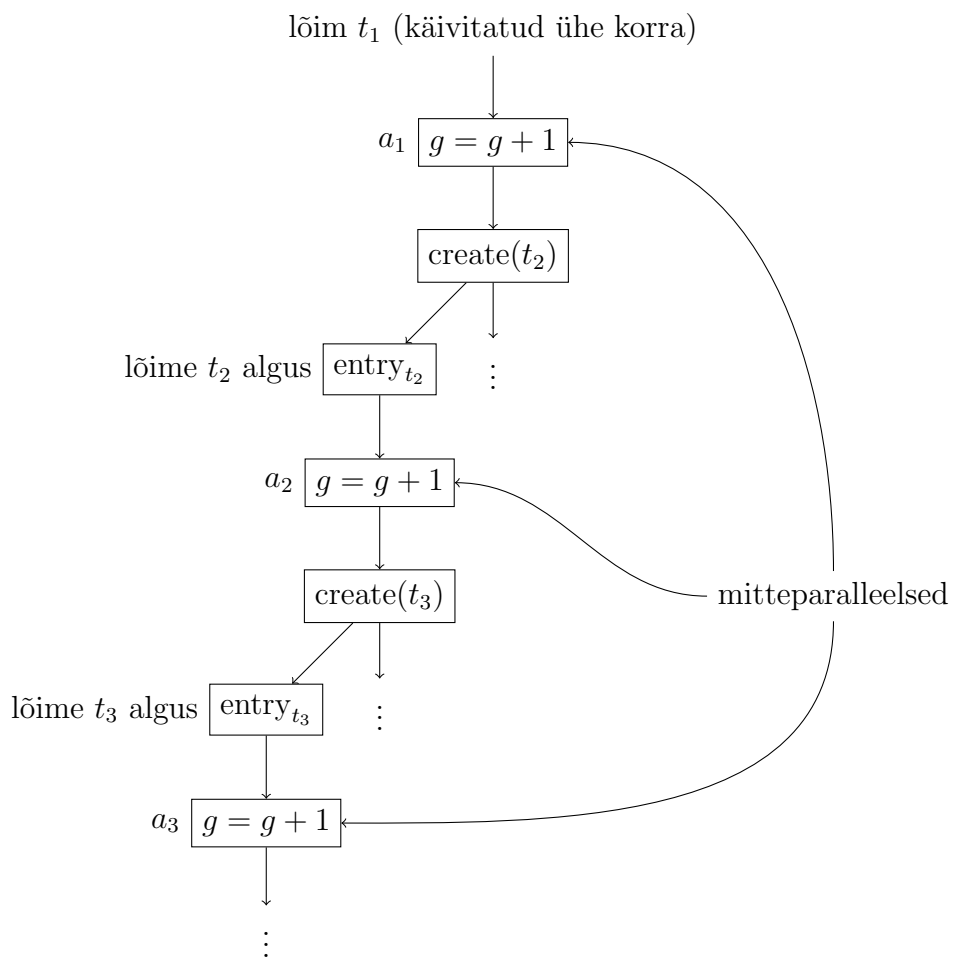 lõim t₁ (käivitatud ühe korra)
a₁ g = g + 1
create(t₂)
lõime t₂ algus entry_t₂ ⋮
a₂ g = g + 1
create(t₃)
mitteparalleelsed
lõime t₃ algus entry_t₃ ⋮
a₃ g = g + 1
⋮